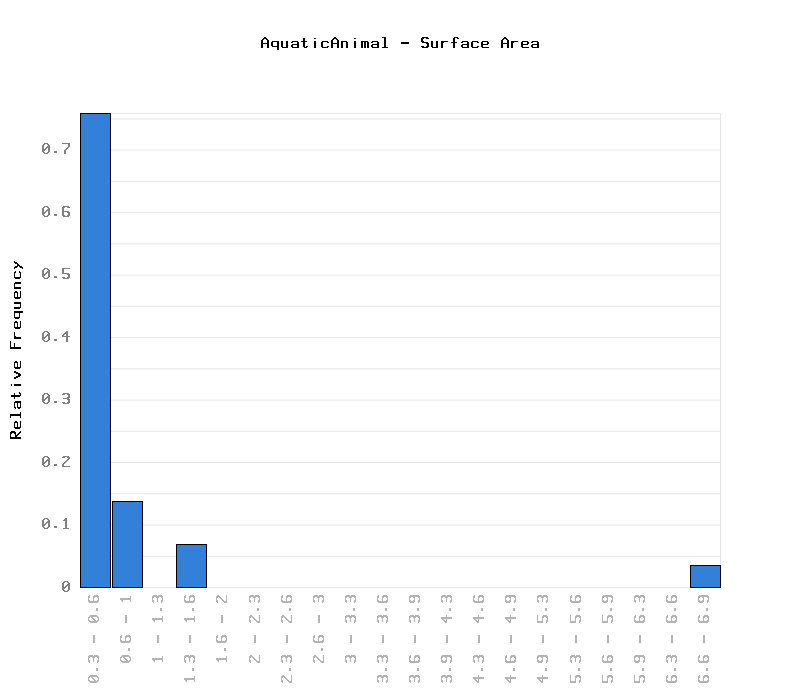 AquaticAnimal - Surface Area
Relative Frequency
0.7
0.6
0.5
0.4
0.3
0.2
0.1
0
0.3 - 0.6
0.6 - 1
1 - 1.3
1.3 - 1.6
1.6 - 2
2 - 2.3
2.3 - 2.6
2.6 - 3
3 - 3.3
3.3 - 3.6
3.6 - 3.9
3.9 - 4.3
4.3 - 4.6
4.6 - 4.9
4.9 - 5.3
5.3 - 5.6
5.6 - 5.9
5.9 - 6.3
6.3 - 6.6
6.6 - 6.9